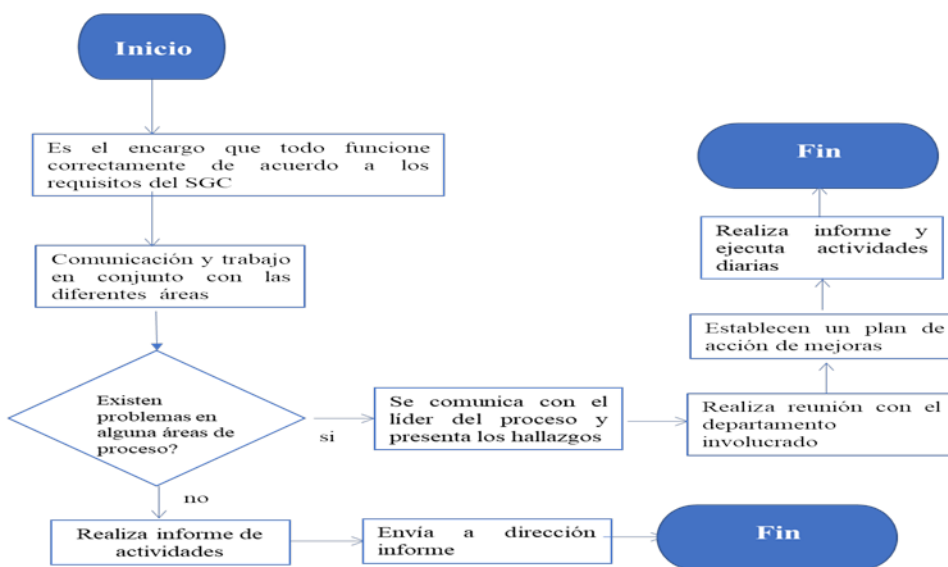 Inicio
Es el encargo que todo funcione
correctamente de acuerdo a los
requisitos del SGC
Comunicación y trabajo
en conjunto con las
diferentes áreas
Existen
problemas en
alguna áreas de
proceso?
si
Se comunica con el
líder del proceso y
presenta los hallazgos
Realiza reunión con el
departamento
involucrado
Establecen un plan de
acción de mejoras
Realiza informe y
ejecuta actividades
diarias
Fin
no
Realiza informe de
actividades
Envía a dirección
informe
Fin